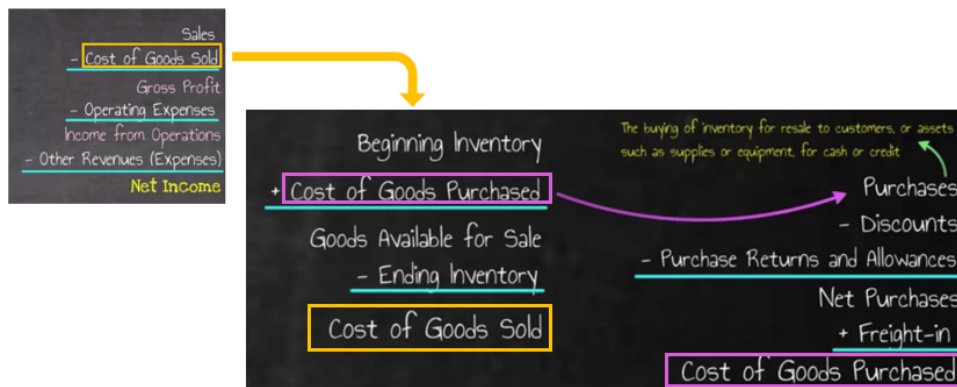 Sales
- Cost of Goods Sold
Gross Profit
- Operating Expenses
Income from Operations
- Other Revenues (Expenses)
Net Income
Beginning Inventory
+ Cost of Goods Purchased
Goods Available for Sale
- Ending Inventory
Cost of Goods Sold
The buying of inventory for resale to customers, or assets
such as supplies or equipment, for cash or credit
Purchases
- Discounts
- Purchase Returns and Allowances
Net Purchases
+ Freight-in
Cost of Goods Purchased